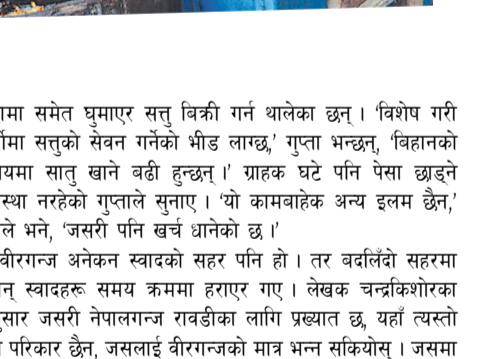 समेत घुमाएर सत्तु बिक्री गर्न थालेका छन् । ‘विशेष गरी
सत्तुको सेवन गर्नेको भीड लाग्छ,’ गुप्ता भन्छन्, ‘बिहानको
सातु खाने बढी हुन्छन् ।’ ग्राहक घटे पनि पेसा छाड्ने
नरहेको गुप्ताले सुनाए । ‘यो कामबाहेक अन्य इलम छैन,’
भने, ‘जसरी पनि खर्च धानेको छ ।’
वीरगन्ज अनेकन स्वादको सहर पनि हो । तर बदलिँदो सहरमा
स्वादहरू समय क्रममा हराएर गए । लेखक चन्द्रकिशोरका
जसरी नेपालगन्ज रावडीका लागि प्रख्यात छ, यहाँ त्यस्तो
परिकार छैन, जसलाई वीरगन्जको मात्र भन्न सकियोस् । जसमा